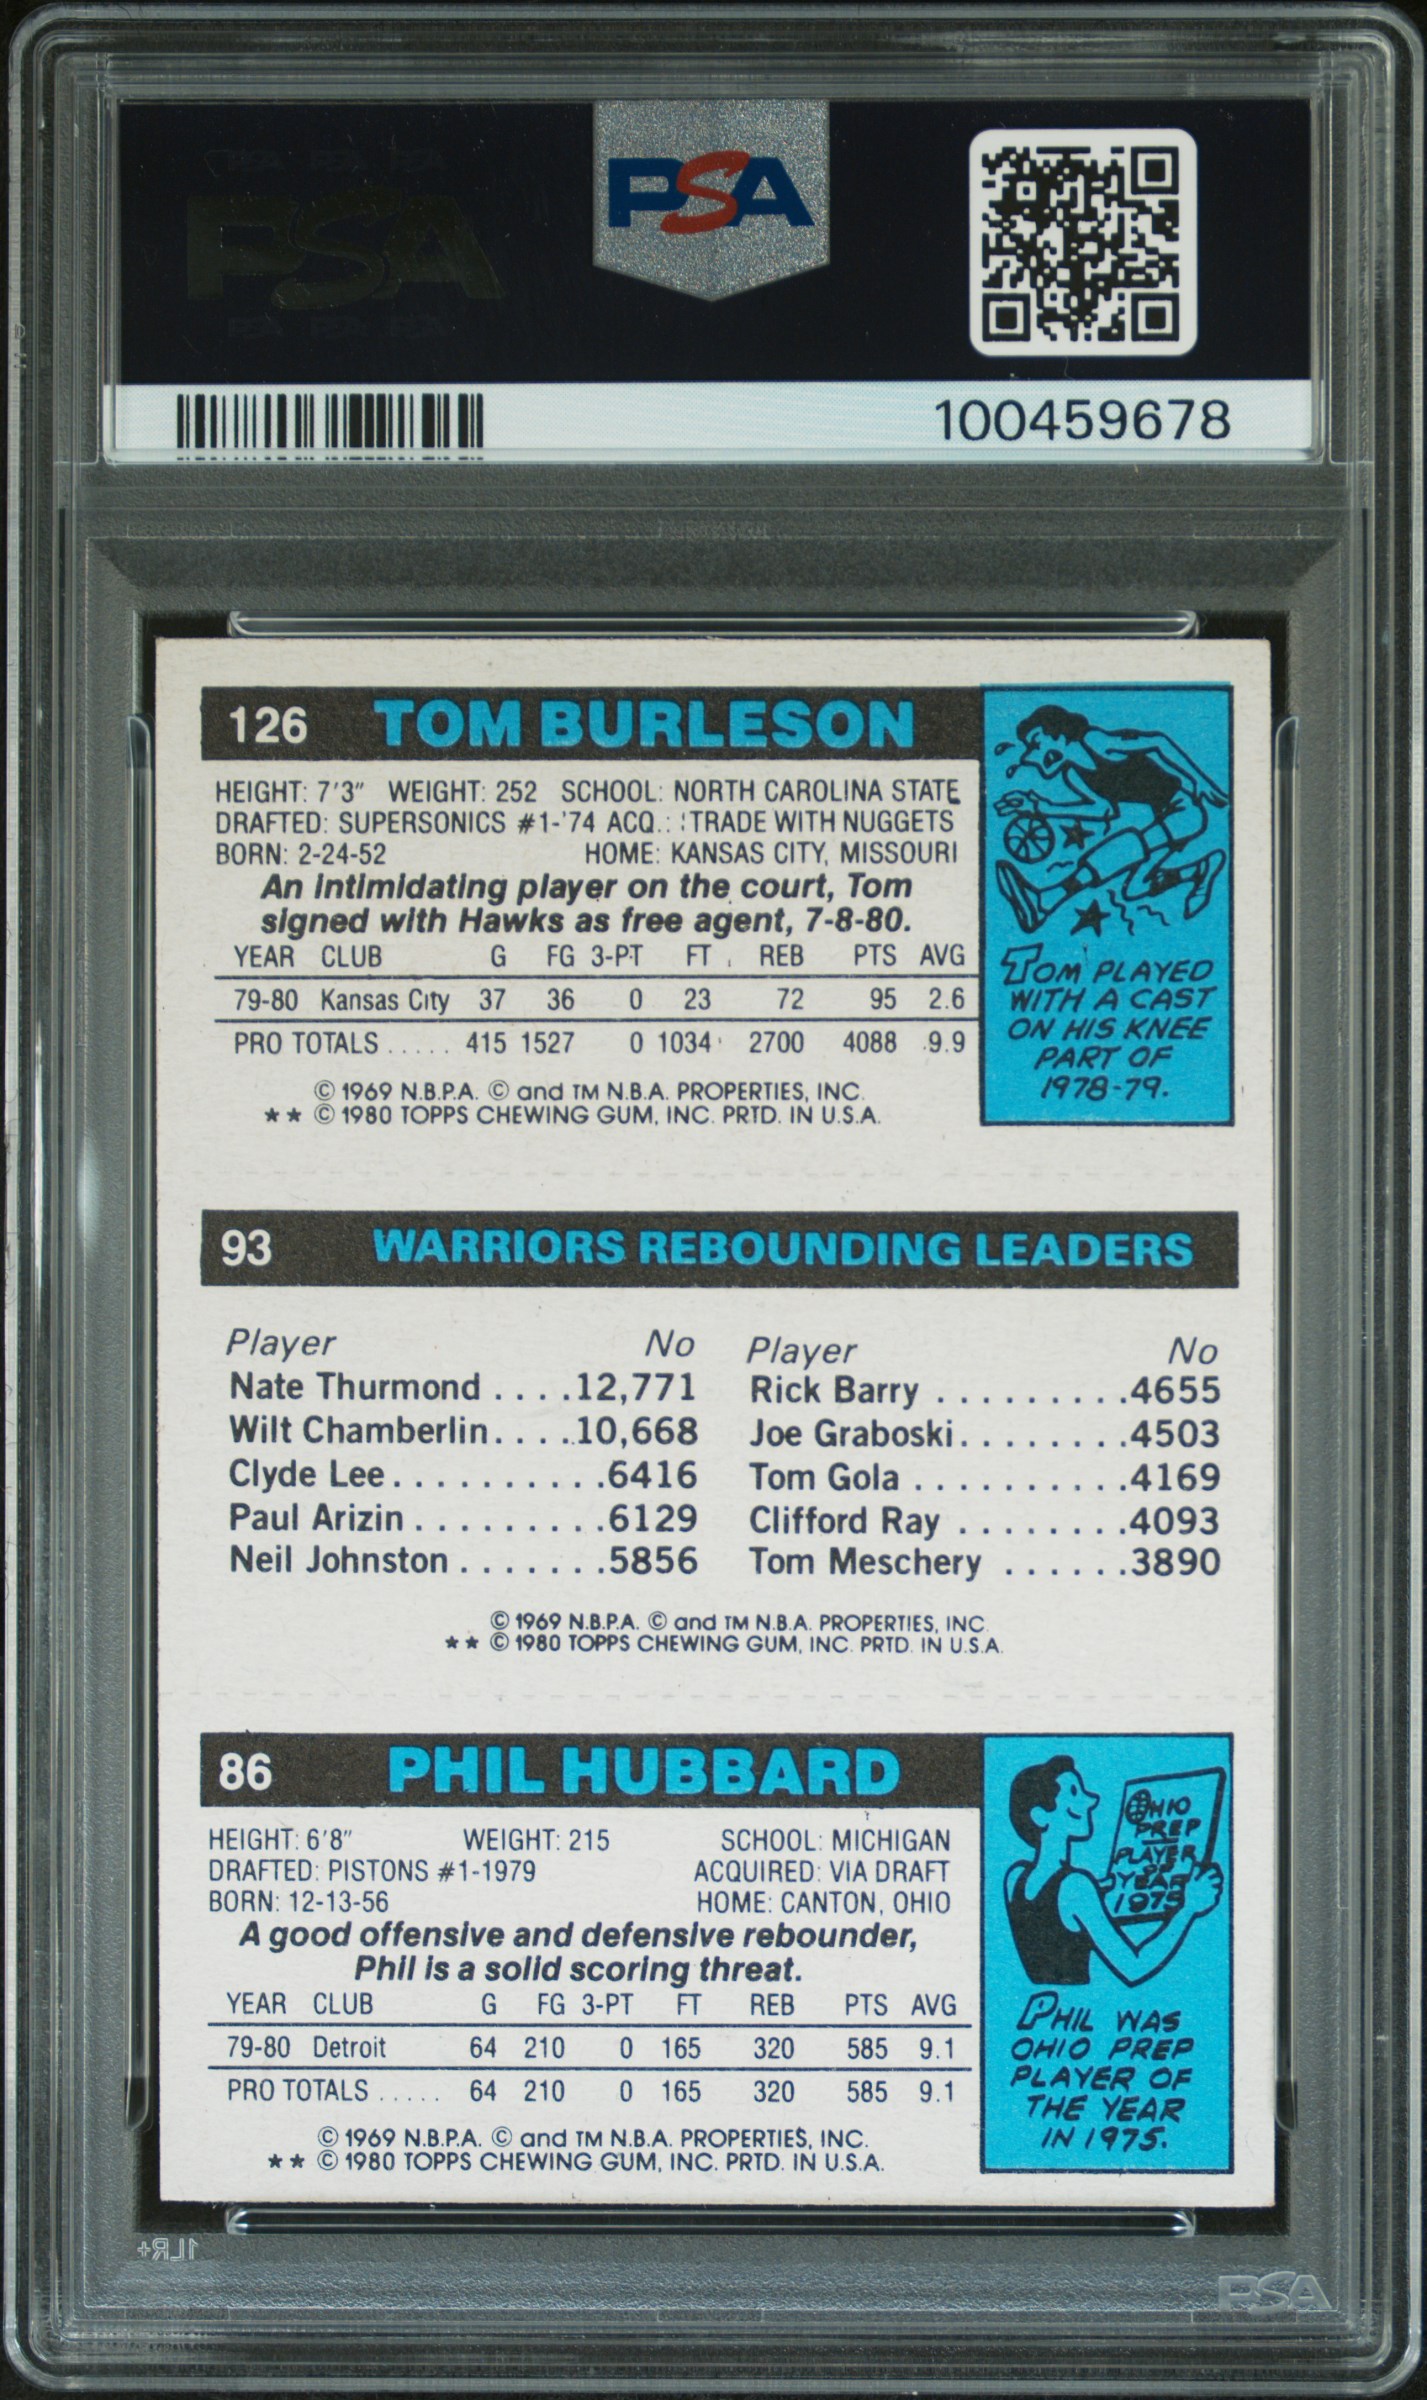 PSA
PSA
100459678
126 TOM BURLESON
HEIGHT: 7'3" WEIGHT: 252 SCHOOL: NORTH CAROLINA STATE
DRAFTED: SUPERSONICS #1-'74 ACQ.: TRADE WITH NUGGETS
BORN: 2-24-52 HOME: KANSAS CITY, MISSOURI
An intimidating player on the court, Tom
signed with Hawks as free agent, 7-8-80.
YEAR CLUB G FG 3-PT FT REB PTS AVG
79-80 Kansas City 37 36 0 23 72 95 2.6
PRO TOTALS ..... 415 1527 0 1034 2700 4088 9.9
© 1969 N.B.P.A. © and TM N.B.A. PROPERTIES, INC.
** © 1980 TOPPS CHEWING GUM, INC. PRTD. IN U.S.A.
TOM PLAYED
WITH A CAST
ON HIS KNEE
PART OF
1978-79.
93 WARRIORS REBOUNDING LEADERS
Player No Player No
Nate Thurmond ....12,771 Rick Barry .........4655
Wilt Chamberlin....10,668 Joe Graboski........4503
Clyde Lee..........6416 Tom Gola ..........4169
Paul Arizin .........6129 Clifford Ray ........4093
Neil Johnston .......5856 Tom Meschery ......3890
© 1969 N.B.P.A. © and TM N.B.A. PROPERTIES, INC.
** © 1980 TOPPS CHEWING GUM, INC. PRTD. IN U.S.A.
86 PHIL HUBBARD
HEIGHT: 6'8" WEIGHT: 215 SCHOOL: MICHIGAN
DRAFTED: PISTONS #1-1979 ACQUIRED: VIA DRAFT
BORN: 12-13-56 HOME: CANTON, OHIO
A good offensive and defensive rebounder,
Phil is a solid scoring threat.
YEAR CLUB G FG 3-PT FT REB PTS AVG
79-80 Detroit 64 210 0 165 320 585 9.1
PRO TOTALS ..... 64 210 0 165 320 585 9.1
© 1969 N.B.P.A. © and TM N.B.A. PROPERTIES, INC.
** © 1980 TOPPS CHEWING GUM, INC. PRTD. IN U.S.A.
OHIO
PREP
PLAYER
OF
YEAR
1975
PHIL WAS
OHIO PREP
PLAYER OF
THE YEAR
IN 1975.
1LR+
PSA